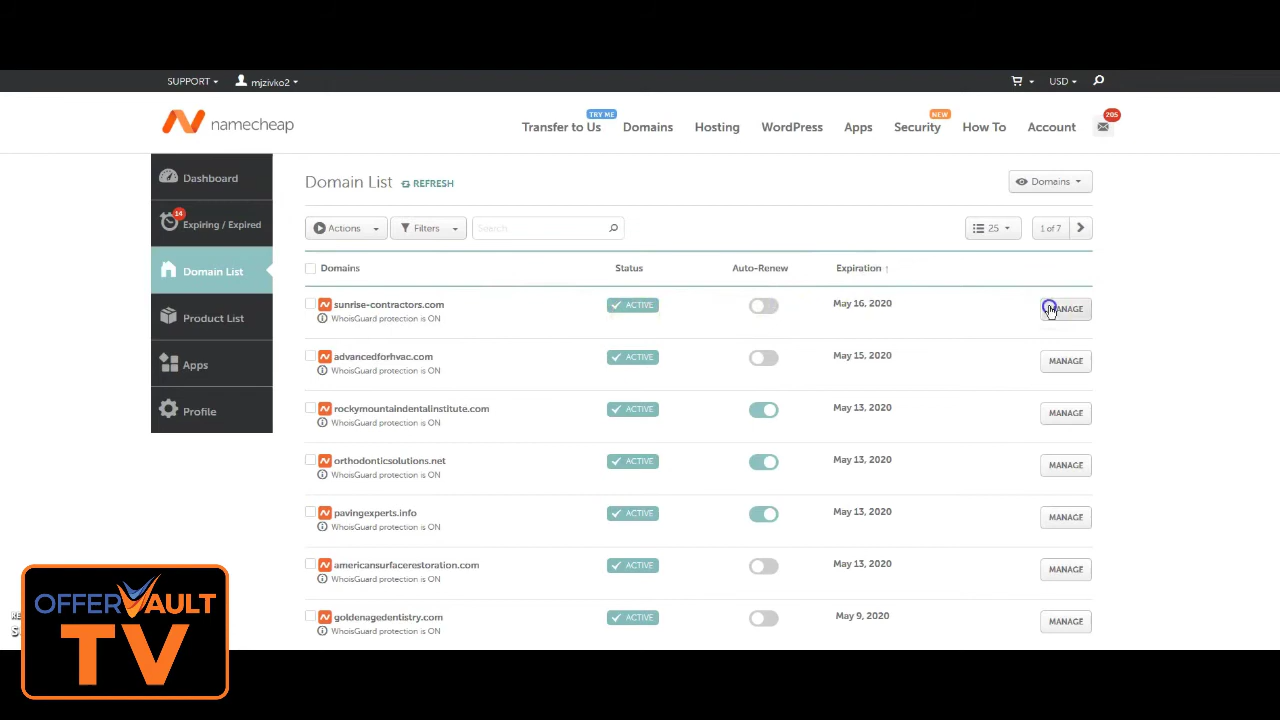 SUPPORT
mjzivko2
USD
namecheap
TRY ME
NEW
205
Transfer to Us
Domains
Hosting
WordPress
Apps
Security
How To
Account
Dashboard
14
Expiring / Expired
Domain List
Product List
Apps
Profile
Domain List
REFRESH
Domains
Actions
Filters
Search
25
1 of 7
Domains
Status
Auto-Renew
Expiration ↑
sunrise-contractors.com
WhoisGuard protection is ON
ACTIVE
May 16, 2020
MANAGE
advancedforhvac.com
WhoisGuard protection is ON
ACTIVE
May 15, 2020
MANAGE
rockymountaindentalinstitute.com
WhoisGuard protection is ON
ACTIVE
May 13, 2020
MANAGE
orthodonticsolutions.net
WhoisGuard protection is ON
ACTIVE
May 13, 2020
MANAGE
pavingexperts.info
WhoisGuard protection is ON
ACTIVE
May 13, 2020
MANAGE
americansurfacerestoration.com
WhoisGuard protection is ON
ACTIVE
May 13, 2020
MANAGE
goldenagedentistry.com
WhoisGuard protection is ON
ACTIVE
May 9, 2020
MANAGE
OFFERVAULT
TV